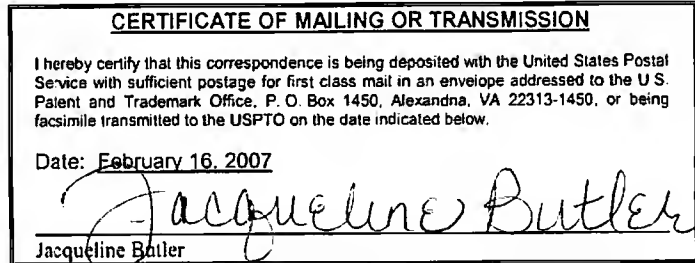 CERTIFICATE OF MAILING OR TRANSMISSION
I hereby certify that this correspondence is being deposited with the United States Postal
Service with sufficient postage for first class mail in an envelope addressed to the U S.
Patent and Trademark Office, P. O. Box 1450, Alexandria, VA 22313-1450, or being
facsimile transmitted to the USPTO on the date indicated below.
Date: February 16, 2007
Jacqueline Butler
Jacqueline Butler